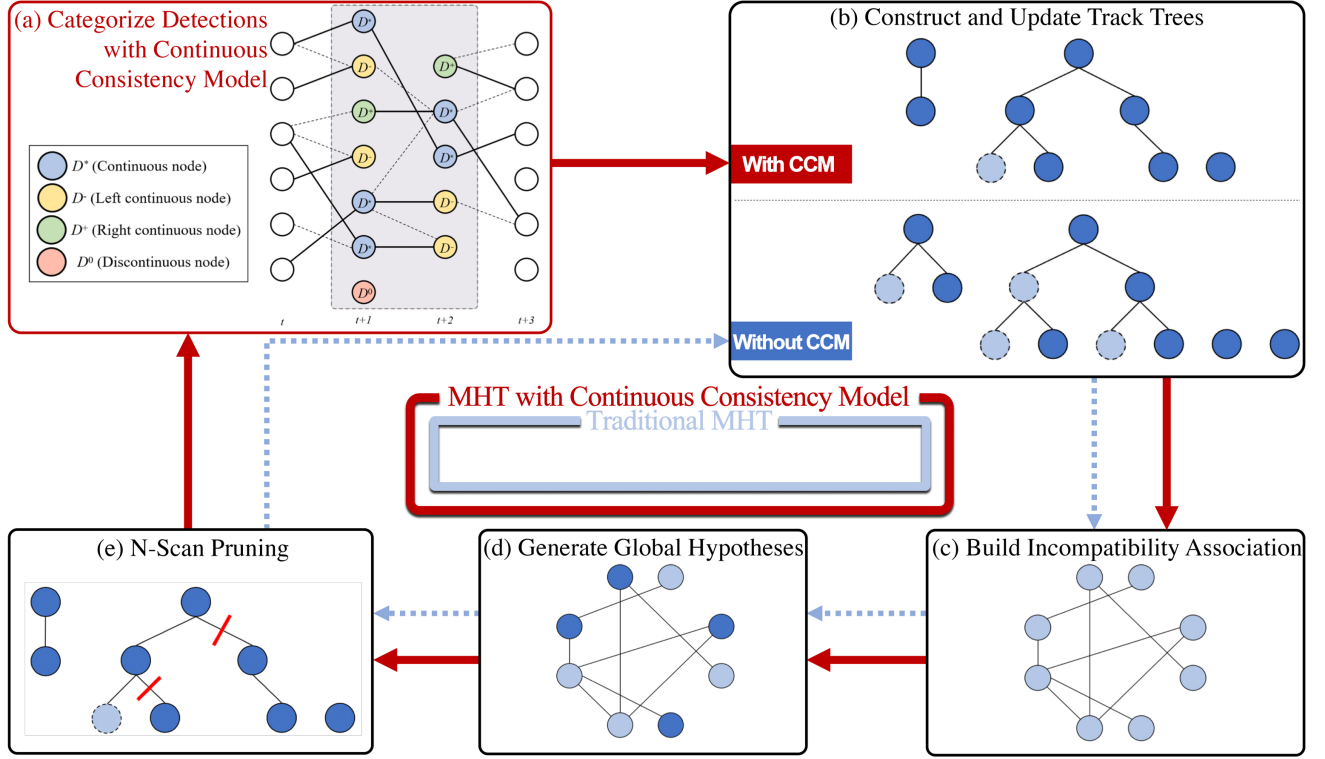 (a) Categorize Detections
with Continuous
Consistency Model
D*
D- D+
D+ D*
D- D*
D* D-
D* D-
D0
D* (Continuous node)
D- (Left continuous node)
D+ (Right continuous node)
D0 (Discontinuous node)
t t+1 t+2 t+3
(b) Construct and Update Track Trees
With CCM
Without CCM
MHT with Continuous Consistency Model
Traditional MHT
(e) N-Scan Pruning
(d) Generate Global Hypotheses
(c) Build Incompatibility Association